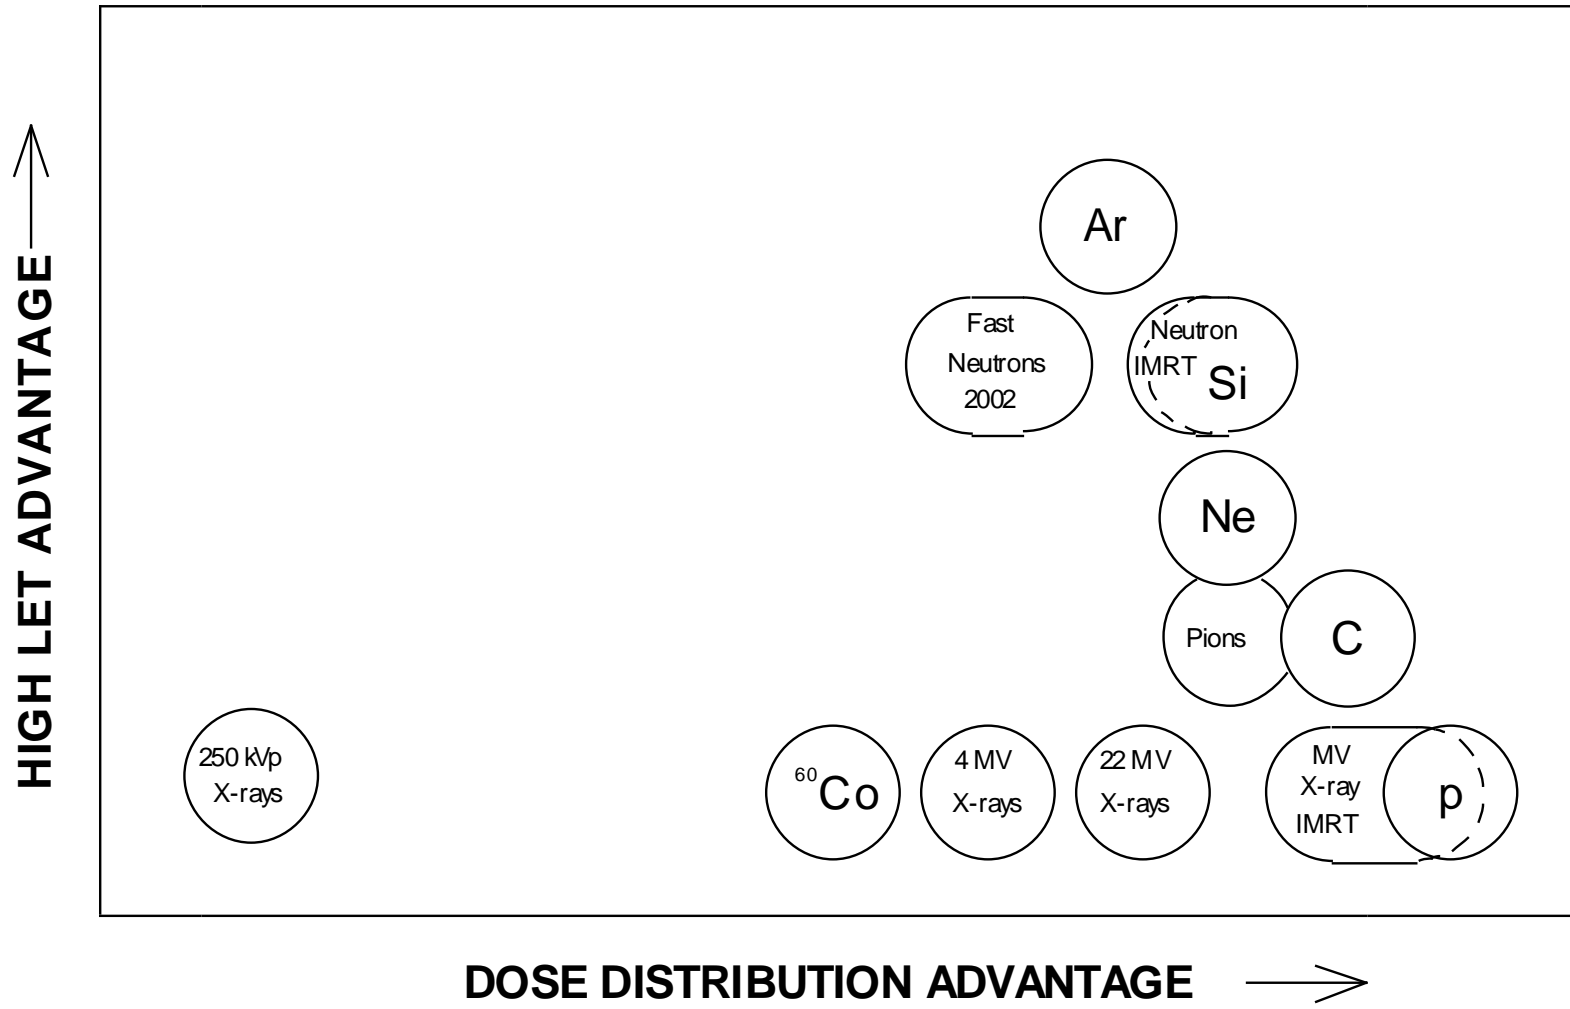 HIGH LET ADVANTAGE
Ar
Fast
Neutrons
2002
Neutron
IMRT
Si
Ne
Pions
C
250 kVp
X-rays
60Co
4 MV
X-rays
22 MV
X-rays
MV
X-ray
IMRT
p
DOSE DISTRIBUTION ADVANTAGE